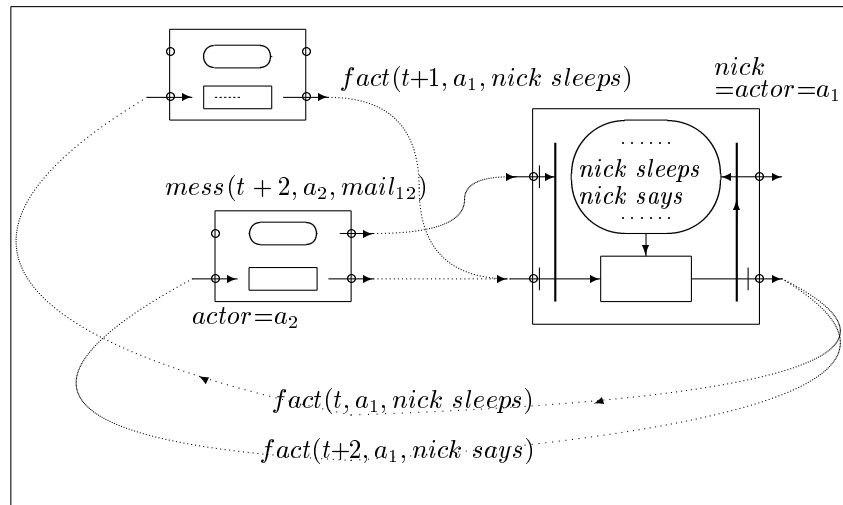 fact(t+1, a₁, nick sleeps)
nick
=actor=a₁
nick sleeps
nick says
mess(t + 2, a₂, mail₁₂)
actor=a₂
fact(t, a₁, nick sleeps)
fact(t+2, a₁, nick says)